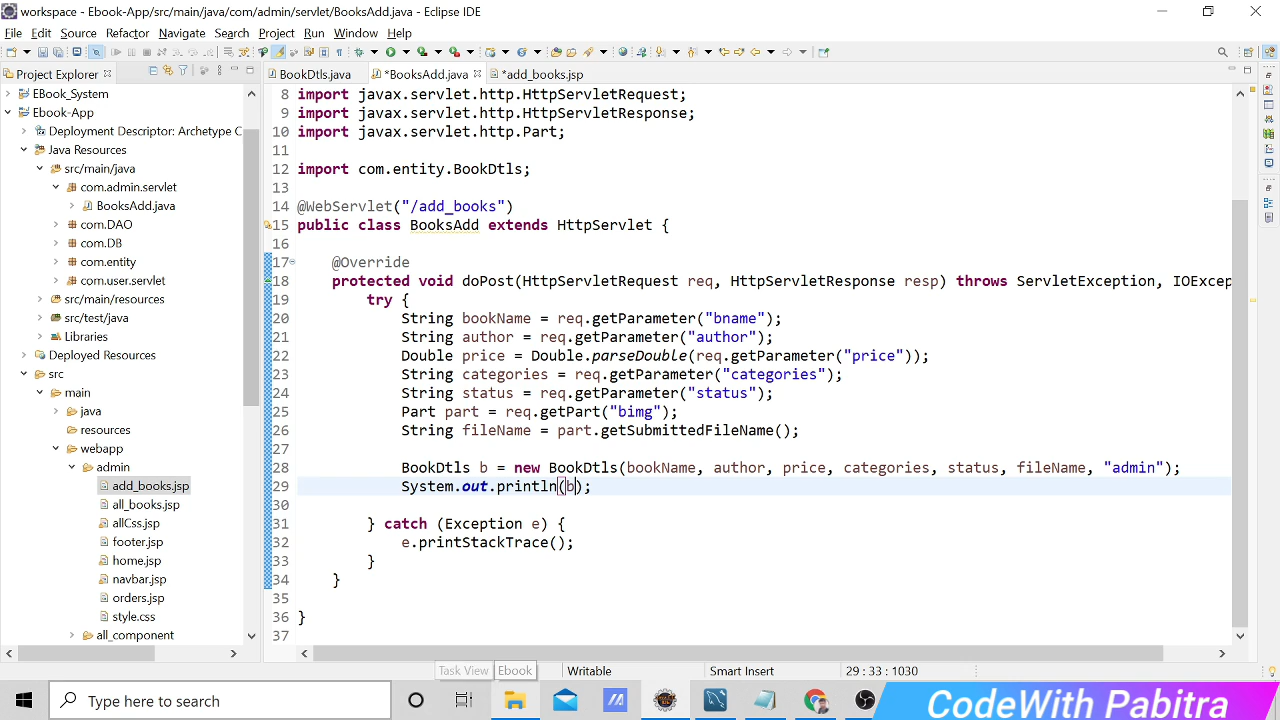 workspace - Ebook-App/src/main/java/com/admin/servlet/BooksAdd.java - Eclipse IDE
File Edit Source Refactor Navigate Search Project Run Window Help
Project Explorer
BookDtls.java *BooksAdd.java *add_books.jsp
EBook_System
Ebook-App
Deployment Descriptor: Archetype C
Java Resources
src/main/java
com.admin.servlet
BooksAdd.java
com.DAO
com.DB
com.entity
com.user.servlet
src/main/resources
src/test/java
Libraries
Deployed Resources
src
main
java
resources
webapp
admin
add_books.jsp
all_books.jsp
allCss.jsp
footer.jsp
home.jsp
navbar.jsp
orders.jsp
style.css
all_component
8 import javax.servlet.http.HttpServletRequest;
9 import javax.servlet.http.HttpServletResponse;
10 import javax.servlet.http.Part;
11
12 import com.entity.BookDtls;
13
14 @WebServlet("/add_books")
15 public class BooksAdd extends HttpServlet {
16
17 @Override
18 protected void doPost(HttpServletRequest req, HttpServletResponse resp) throws ServletException, IOExcep
19 try {
20 String bookName = req.getParameter("bname");
21 String author = req.getParameter("author");
22 Double price = Double.parseDouble(req.getParameter("price"));
23 String categories = req.getParameter("categories");
24 String status = req.getParameter("status");
25 Part part = req.getPart("bimg");
26 String fileName = part.getSubmittedFileName();
27
28 BookDtls b = new BookDtls(bookName, author, price, categories, status, fileName, "admin");
29 System.out.println(b);
30
31 } catch (Exception e) {
32 e.printStackTrace();
33 }
34 }
35
36 }
37
Task View Ebook Writable Smart Insert 29 : 33 : 1030
Type here to search
CodeWith Pabitra